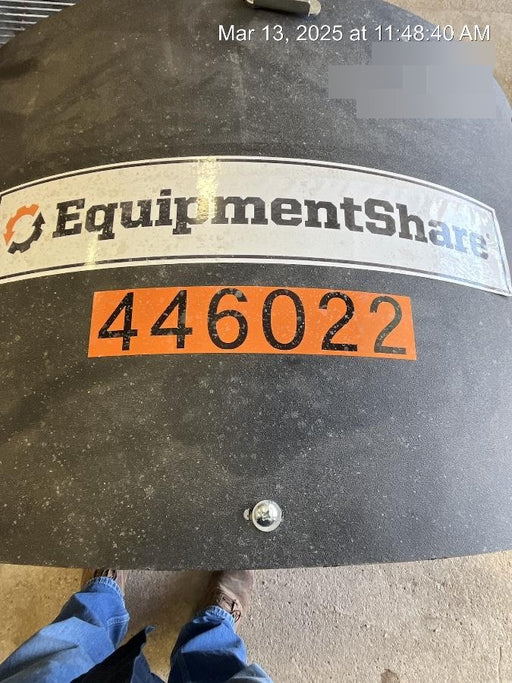 Mar 13, 2025 at 11:48:40 AM
EquipmentShare
446022